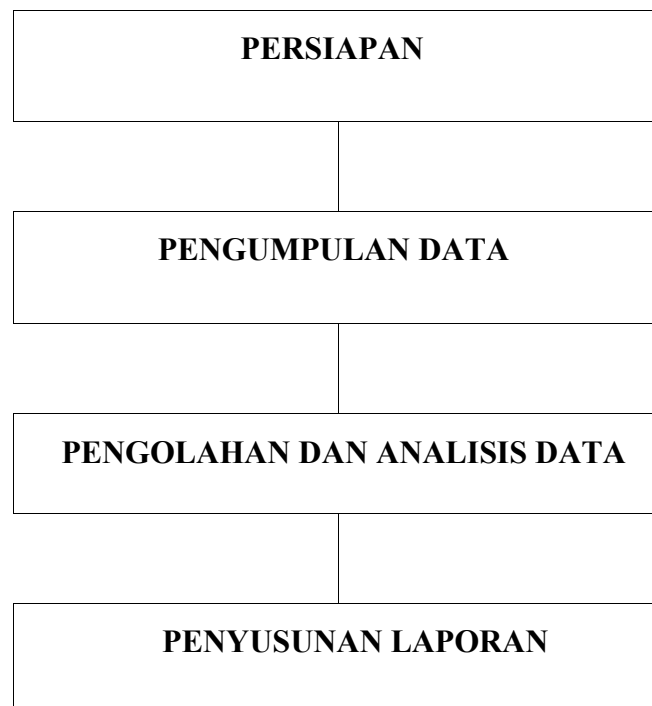 PERSIAPAN
PENGUMPULAN DATA
PENGOLAHAN DAN ANALISIS DATA
PENYUSUNAN LAPORAN